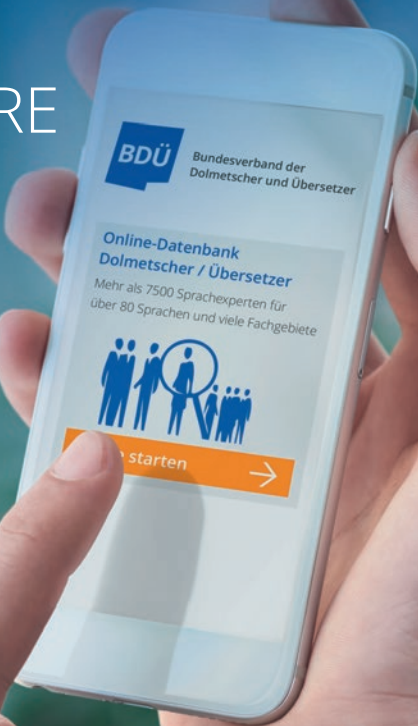 RE
BDÜ
Bundesverband der
Dolmetscher und Übersetzer
Online-Datenbank
Dolmetscher / Übersetzer
Mehr als 7500 Sprachexperten für
über 80 Sprachen und viele Fachgebiete
starten